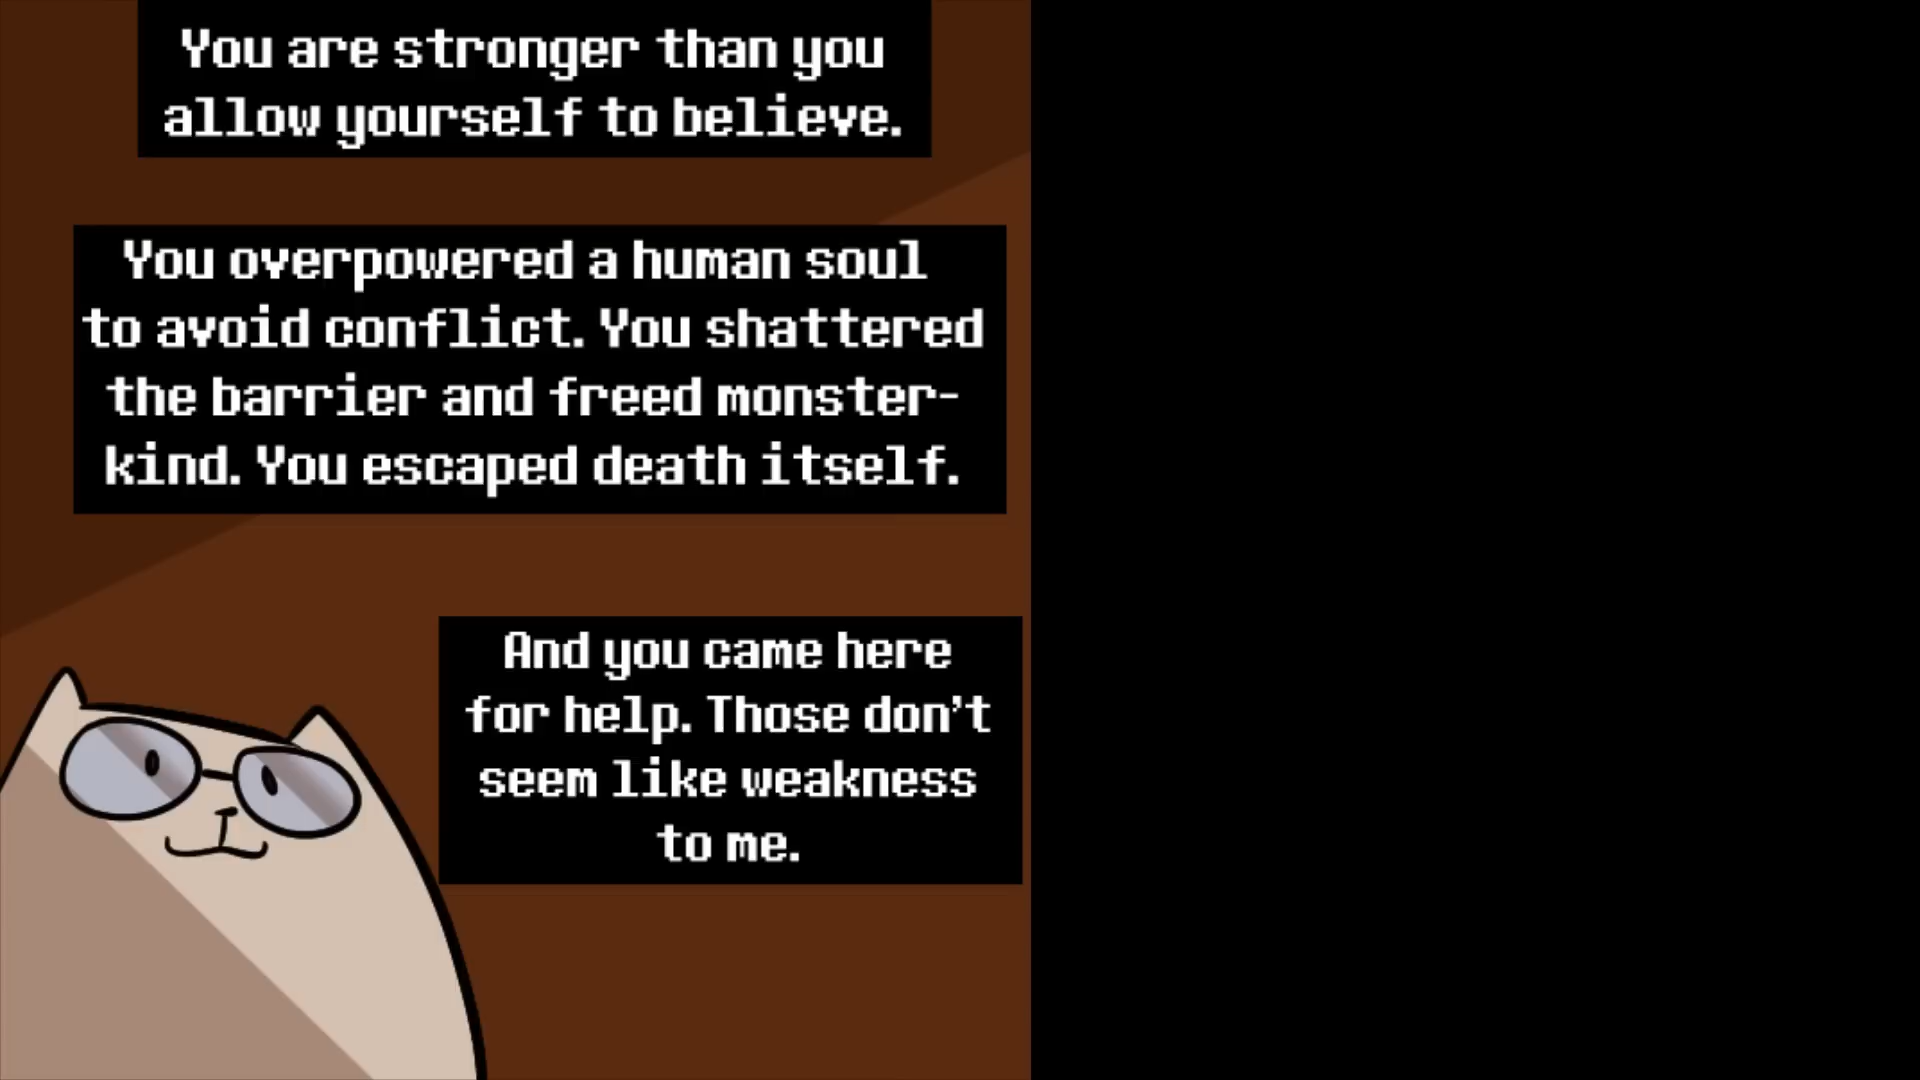 You are stronger than you
allow yourself to believe.
You overpowered a human soul
to avoid conflict. You shattered
the barrier and freed monster-
kind. You escaped death itself.
And you came here
for help. Those don't
seem like weakness
to me.